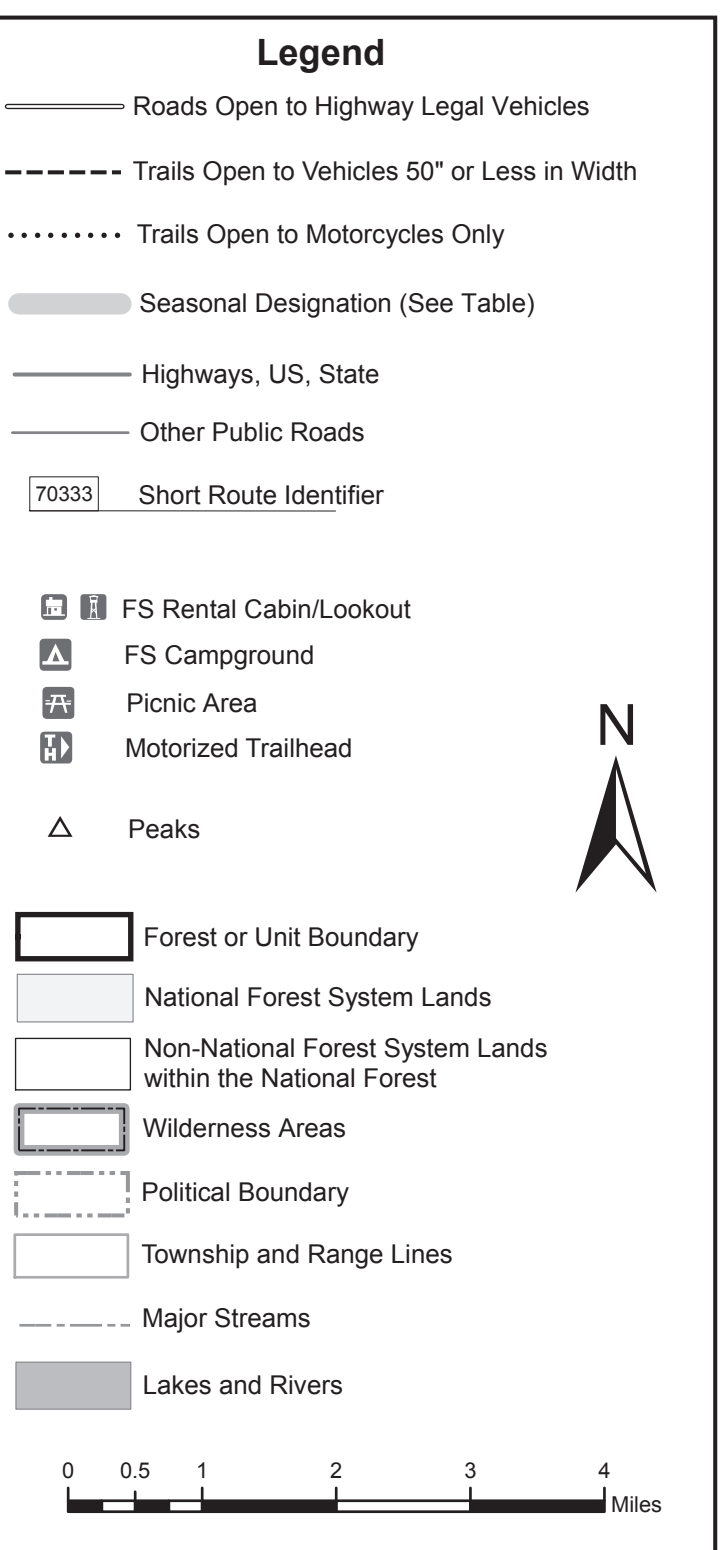 Legend
Roads Open to Highway Legal Vehicles
Trails Open to Vehicles 50" or Less in Width
Trails Open to Motorcycles Only
Seasonal Designation (See Table)
Highways, US, State
Other Public Roads
70333 Short Route Identifier
FS Rental Cabin/Lookout
FS Campground
Picnic Area
TH Motorized Trailhead
N
Peaks
Forest or Unit Boundary
National Forest System Lands
Non-National Forest System Lands
within the National Forest
Wilderness Areas
Political Boundary
Township and Range Lines
Major Streams
Lakes and Rivers
0 0.5 1 2 3 4
Miles